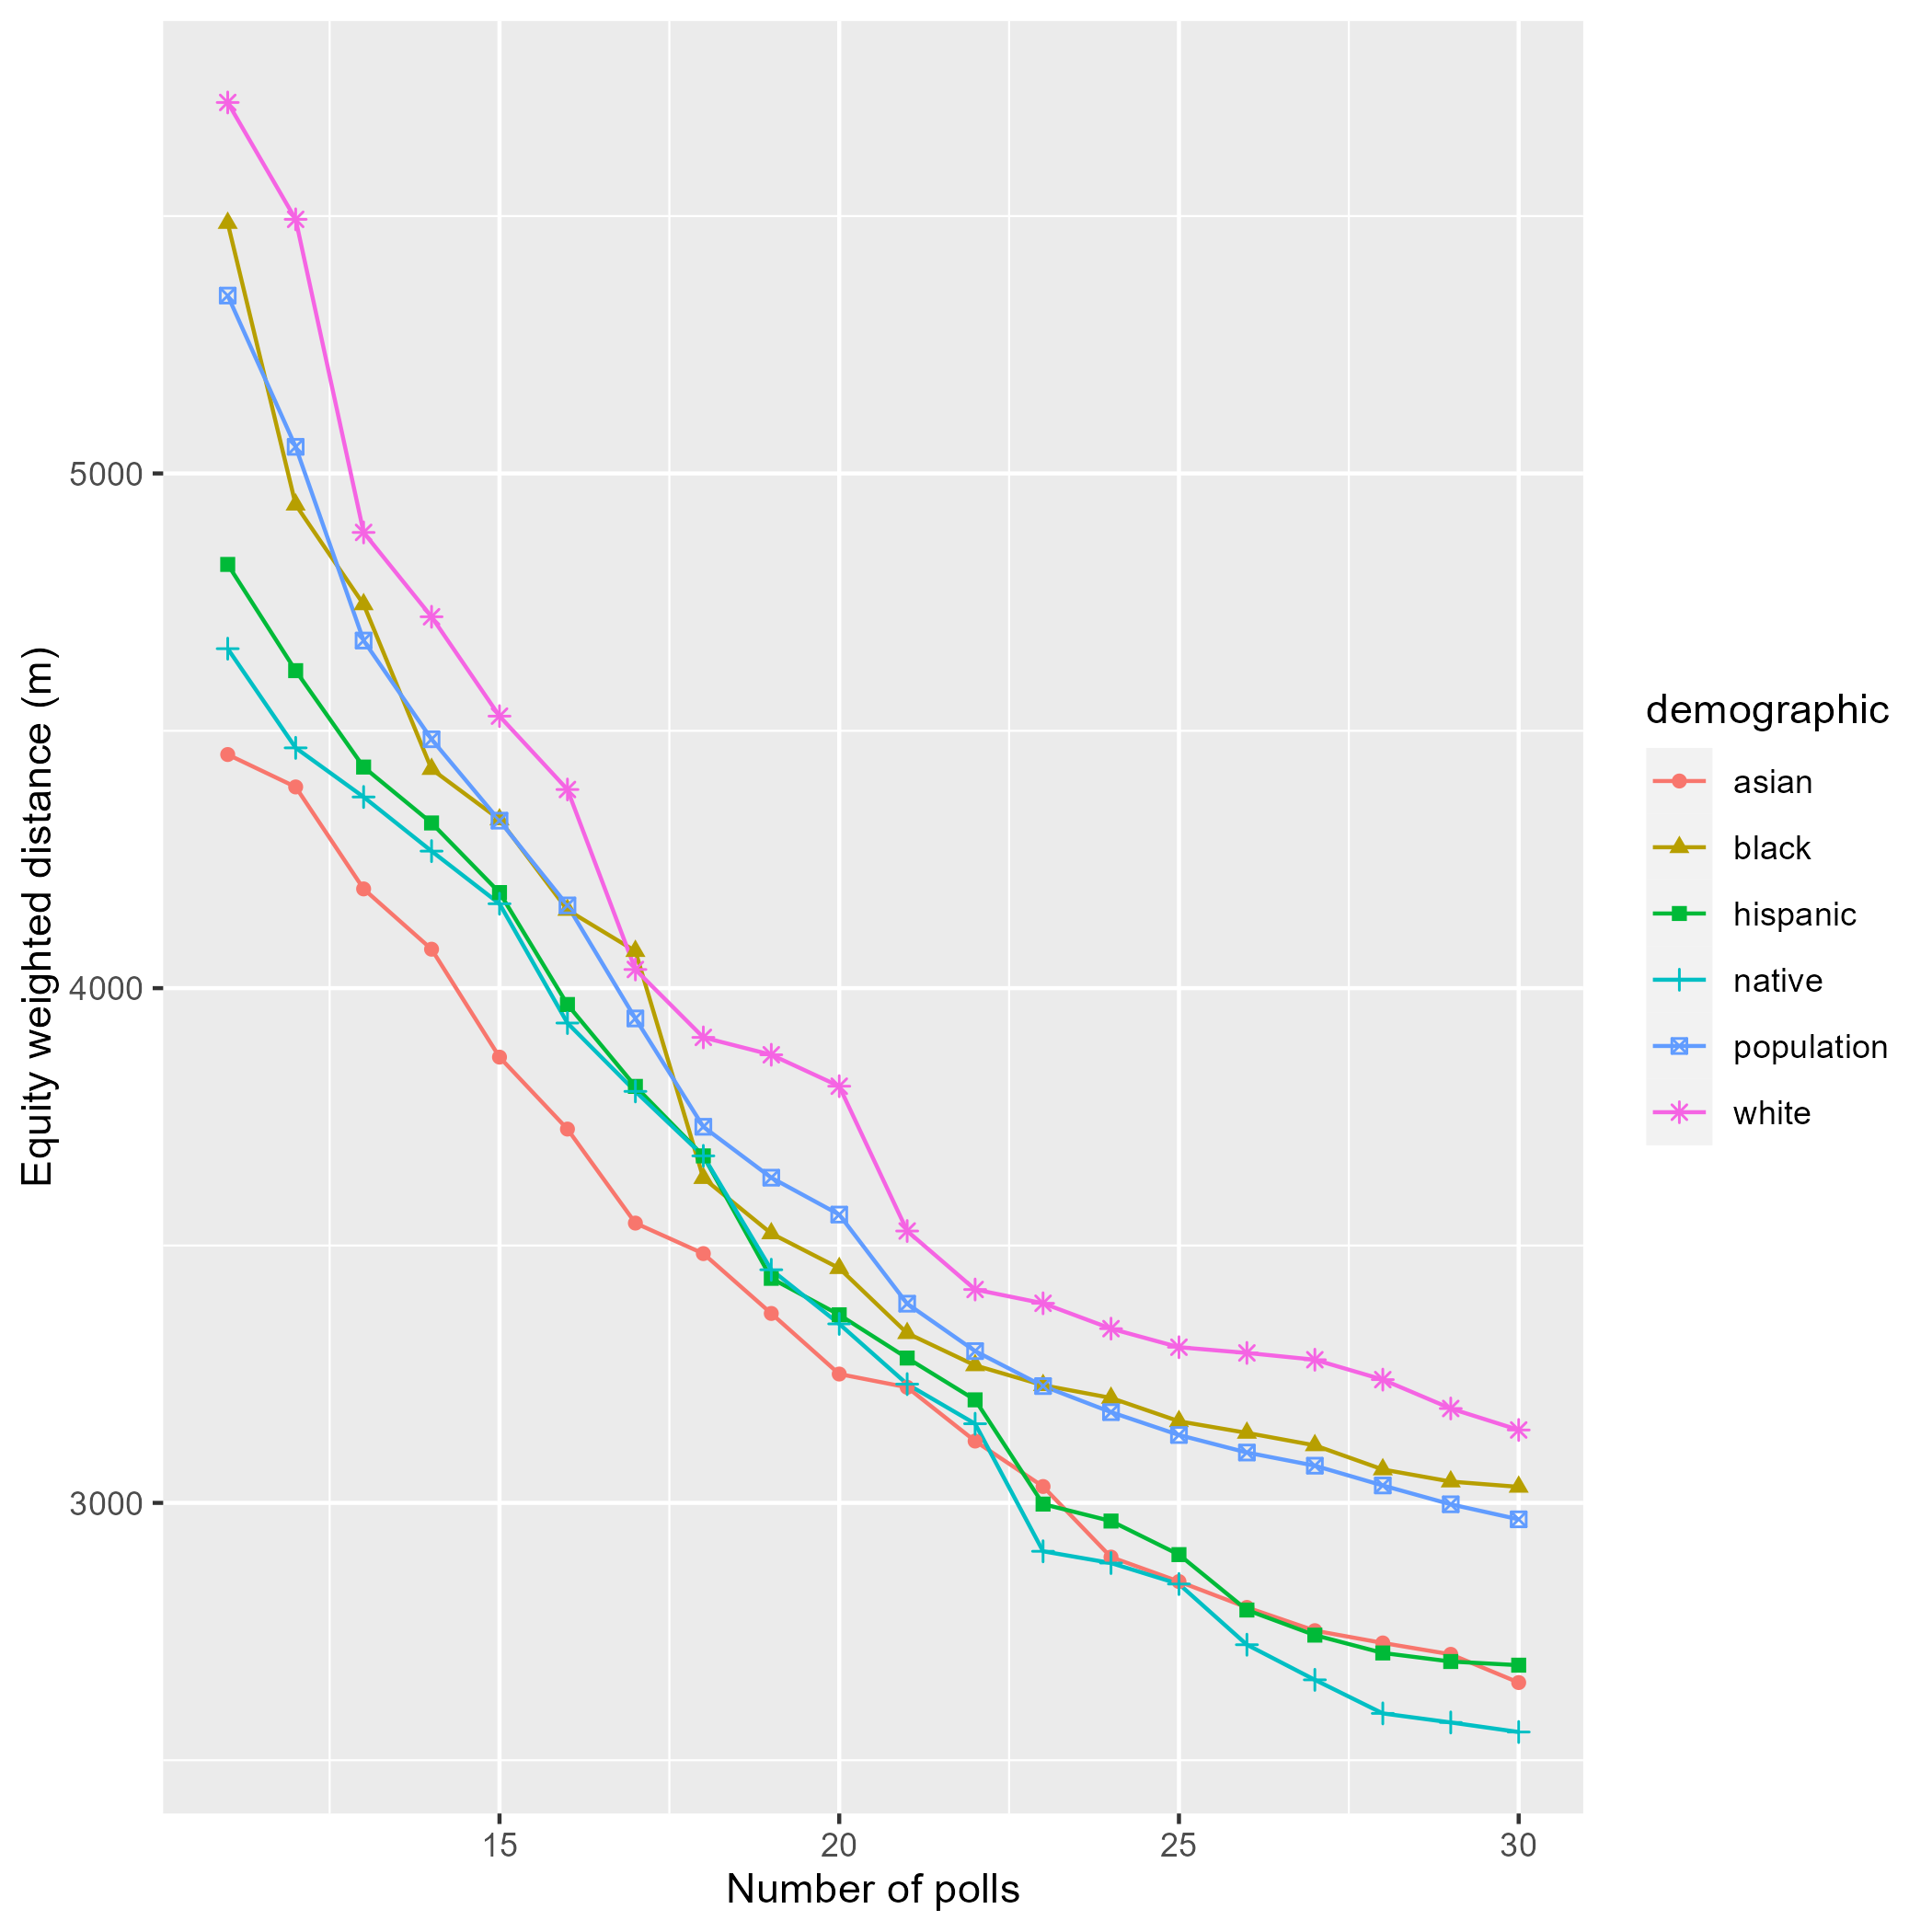 Equity weighted distance (m)
5000
4000
3000
15 20 25 30
Number of polls
demographic
asian
black
hispanic
native
population
white